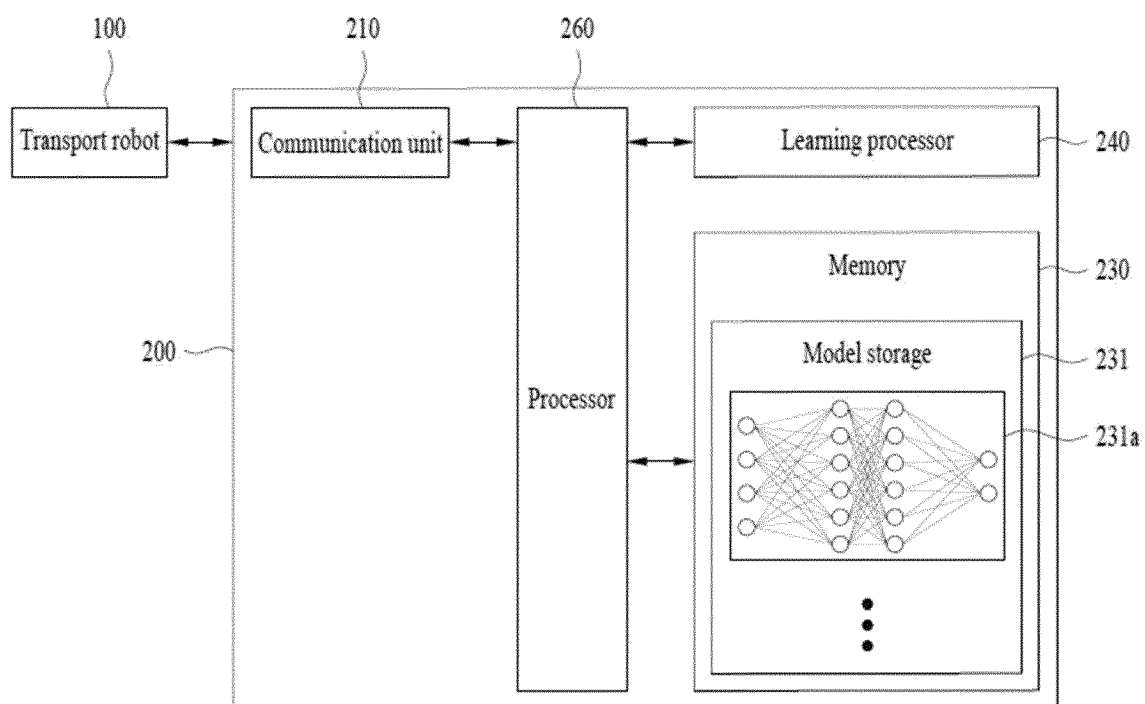 100
210
260
Transport robot
Communication unit
Learning processor
240
Memory
230
200
Model storage
231
Processor
231a